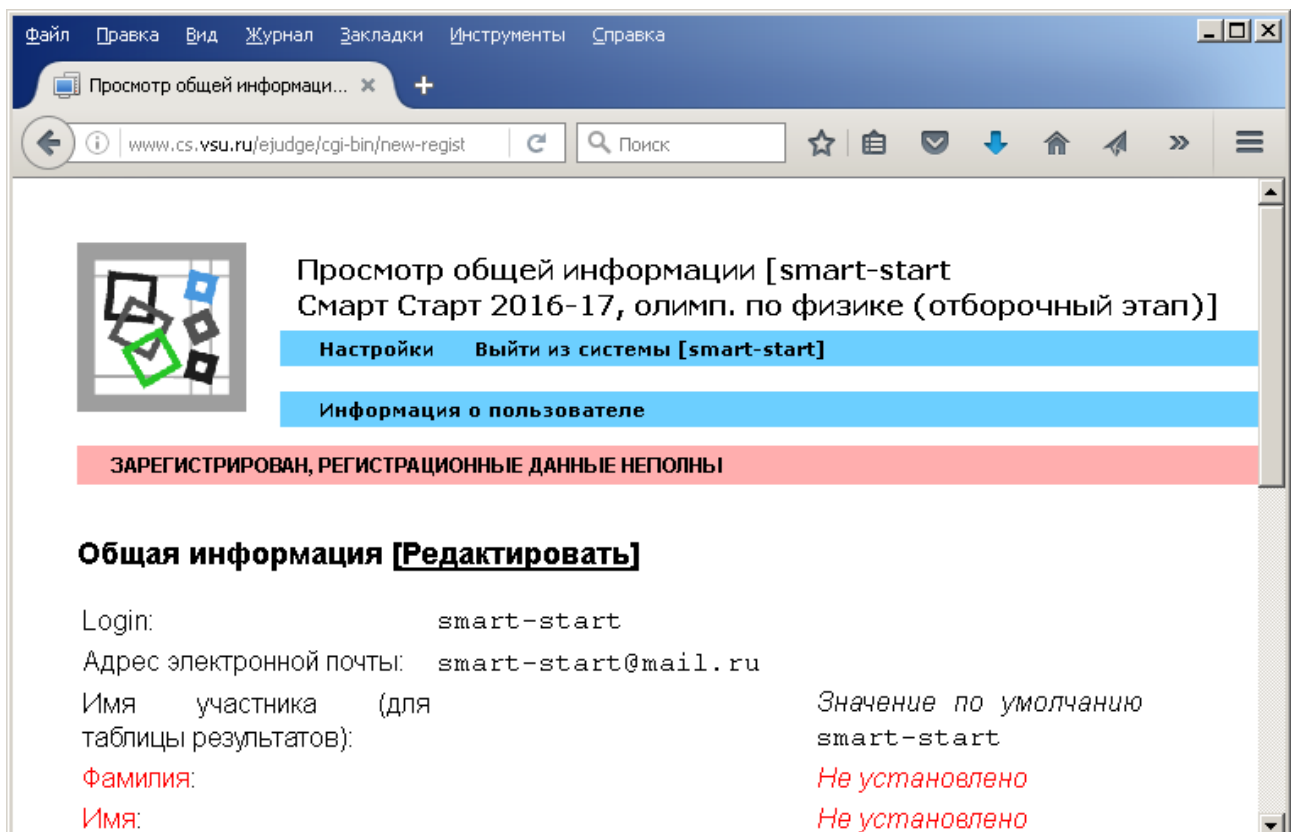 Файл Правка Вид Журнал Закладки Инструменты Справка
Просмотр общей информаци...
www.cs.vsu.ru/ejudge/cgi-bin/new-regist Поиск
Просмотр общей информации [smart-start
Смарт Старт 2016-17, олимп. по физике (отборочный этап)]
Настройки Выйти из системы [smart-start]
Информация о пользователе
ЗАРЕГИСТРИРОВАН, РЕГИСТРАЦИОННЫЕ ДАННЫЕ НЕПОЛНЫ
Общая информация [Редактировать]
Login: smart-start
Адрес электронной почты: smart-start@mail.ru
Имя участника (для Значение по умолчанию
таблицы результатов): smart-start
Фамилия: Не установлено
Имя: Не установлено